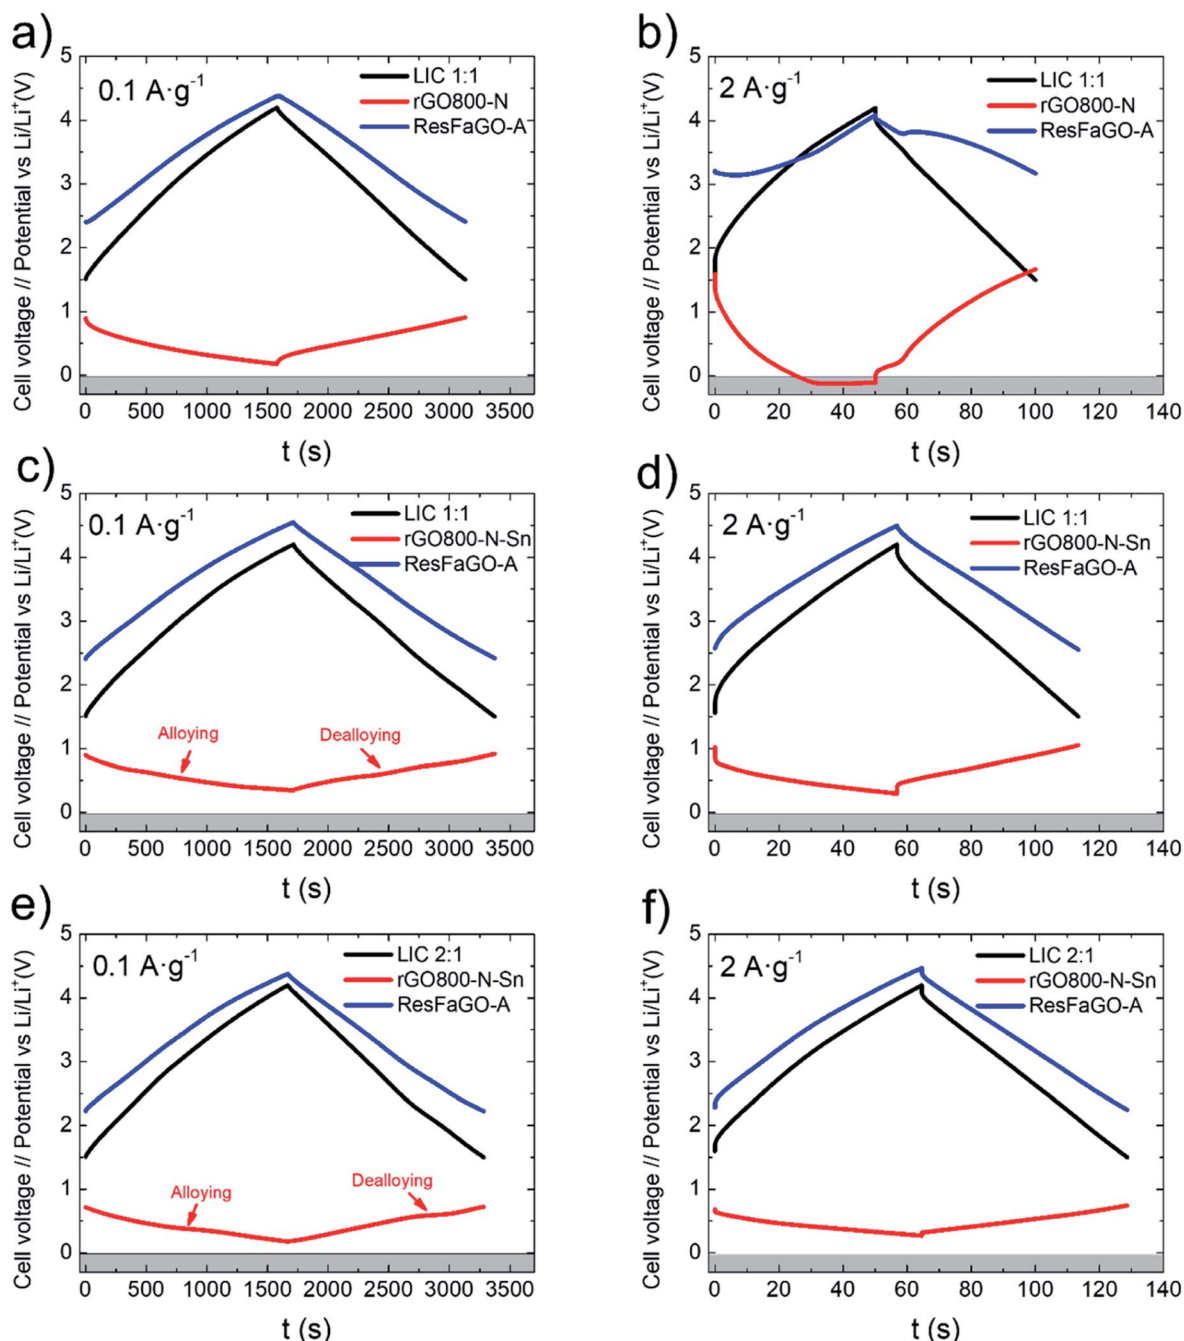 a)
Cell voltage // Potential vs Li/Li⁺(V)
5
4
3
2
1
0
0.1 A·g⁻¹
LIC 1:1
rGO800-N
ResFaGO-A
0 500 1000 1500 2000 2500 3000 3500
t (s)
b)
Cell voltage // Potential vs Li/Li⁺(V)
5
4
3
2
1
0
2 A·g⁻¹
LIC 1:1
rGO800-N
ResFaGO-A
0 20 40 60 80 100 120 140
t (s)
c)
Cell voltage // Potential vs Li/Li⁺(V)
5
4
3
2
1
0
0.1 A·g⁻¹
LIC 1:1
rGO800-N-Sn
ResFaGO-A
Alloying
Dealloying
0 500 1000 1500 2000 2500 3000 3500
t (s)
d)
Cell voltage // Potential vs Li/Li⁺(V)
5
4
3
2
1
0
2 A·g⁻¹
LIC 1:1
rGO800-N-Sn
ResFaGO-A
0 20 40 60 80 100 120 140
t (s)
e)
Cell voltage // Potential vs Li/Li⁺(V)
5
4
3
2
1
0
0.1 A·g⁻¹
LIC 2:1
rGO800-N-Sn
ResFaGO-A
Alloying
Dealloying
0 500 1000 1500 2000 2500 3000 3500
t (s)
f)
Cell voltage // Potential vs Li/Li⁺(V)
5
4
3
2
1
0
2 A·g⁻¹
LIC 2:1
rGO800-N-Sn
ResFaGO-A
0 20 40 60 80 100 120 140
t (s)